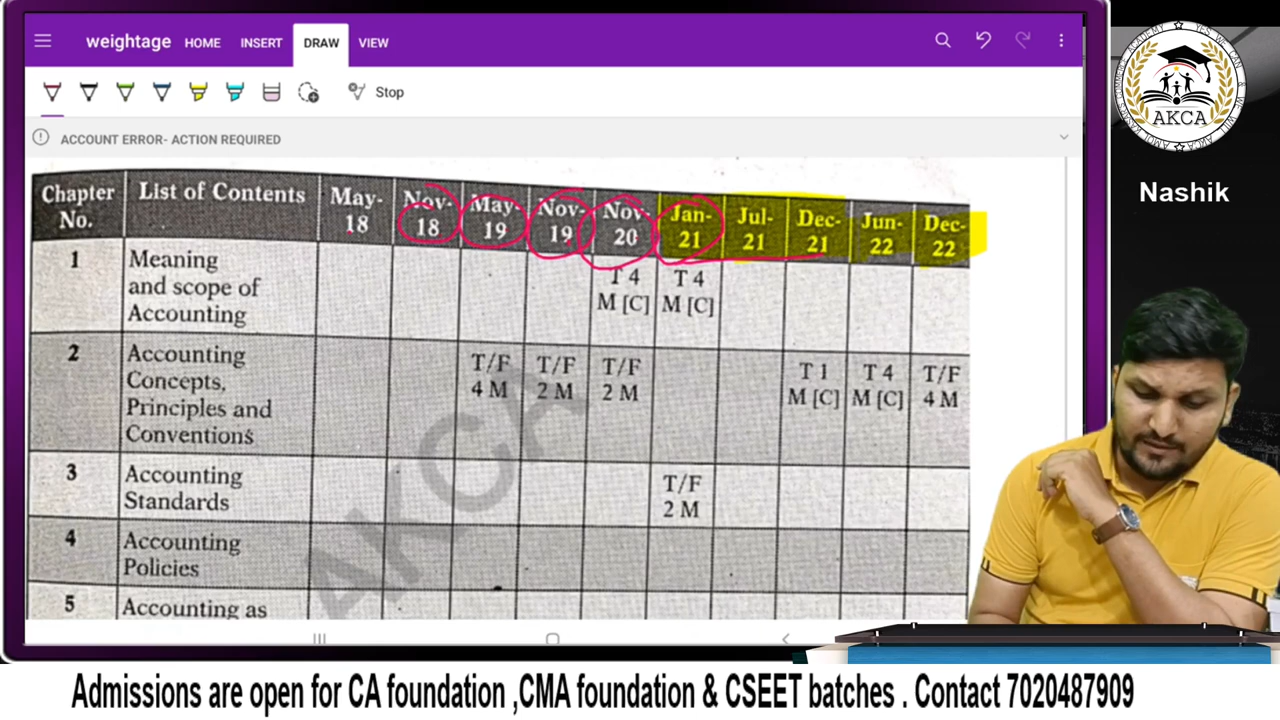 weightage HOME INSERT DRAW VIEW
Stop
ACCOUNT ERROR- ACTION REQUIRED
Chapter No. List of Contents May-18 Nov-18 May-19 Nov-19 Nov 20 Jan-21 Jul-21 Dec-21 Jun-22 Dec-22
1 Meaning and scope of Accounting T 4 M [C] T 4 M [C]
2 Accounting Concepts, Principles and Conventions T/F 4 M T/F 2 M T/F 2 M T 1 M [C] T 4 M [C] T/F 4 M
3 Accounting Standards T/F 2 M
4 Accounting Policies
5 Accounting as
AKCA
AKCA
Nashik
Admissions are open for CA foundation ,CMA foundation & CSEET batches . Contact 7020487909